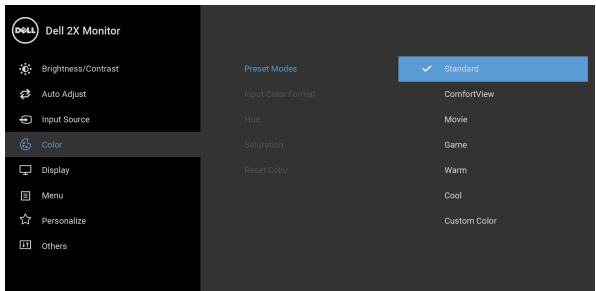 DELL
Dell 2X Monitor
Brightness/Contrast
Auto Adjust
Input Source
Color
Display
Menu
Personalize
Others
Preset Modes
Input Color Format
Hue
Saturation
Reset Color
Standard
ComfortView
Movie
Game
Warm
Cool
Custom Color